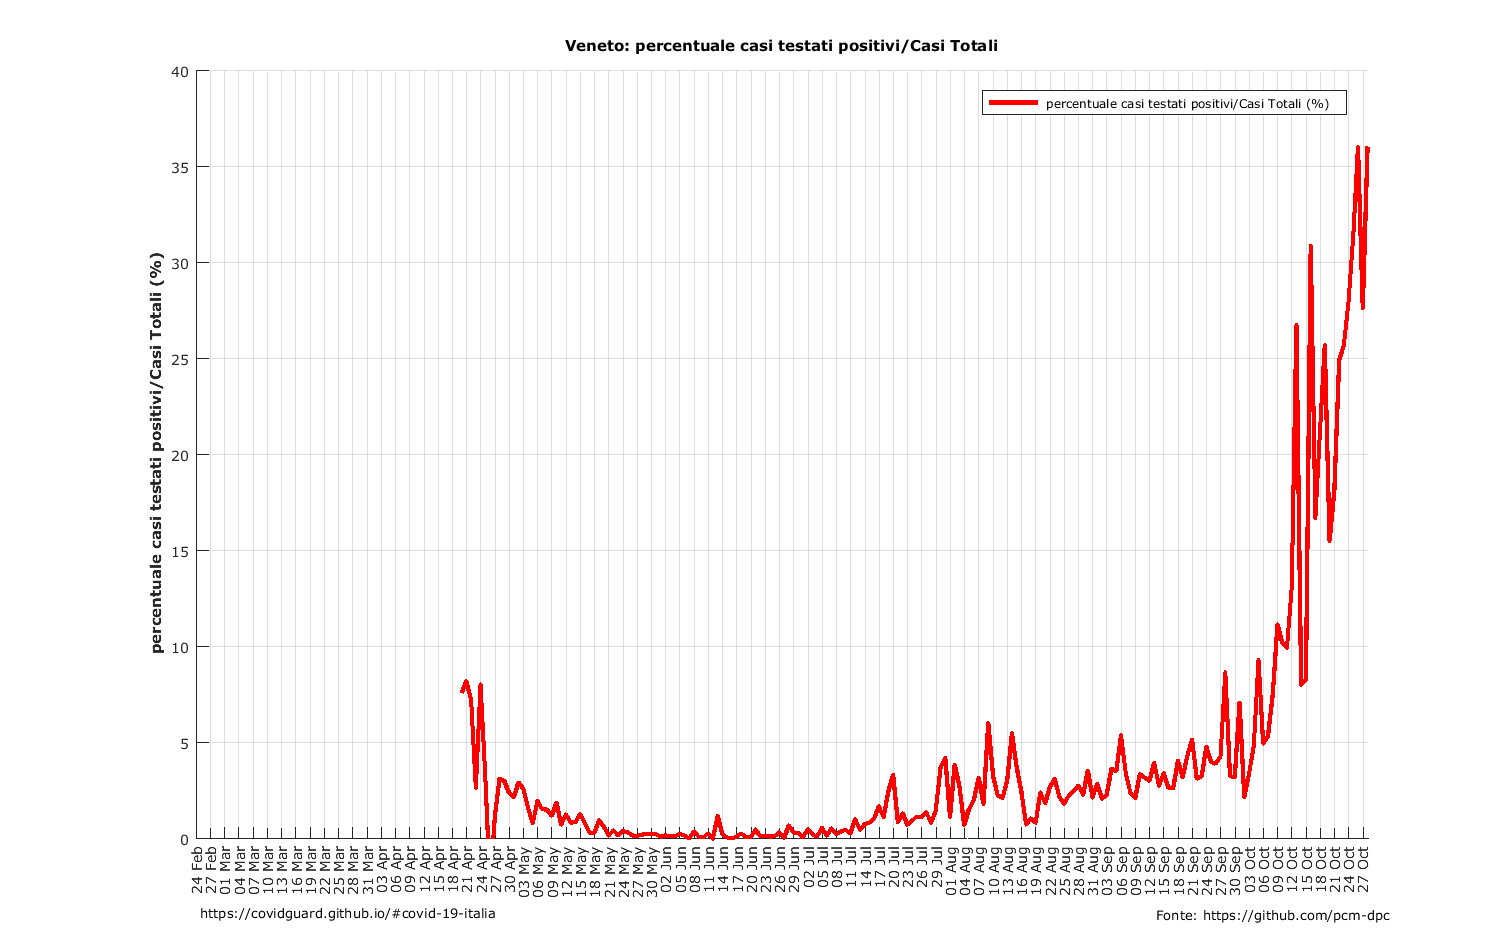 Veneto: percentuale casi testati positivi/Casi Totali
percentuale casi testati positivi/Casi Totali (%)
percentuale casi testati positivi/Casi Totali (%)
40
35
30
25
20
15
10
5
0
24 Feb
27 Feb
01 Mar
04 Mar
07 Mar
10 Mar
13 Mar
16 Mar
19 Mar
22 Mar
25 Mar
28 Mar
31 Mar
03 Apr
06 Apr
09 Apr
12 Apr
15 Apr
18 Apr
21 Apr
24 Apr
27 Apr
30 Apr
03 May
06 May
09 May
12 May
15 May
18 May
21 May
24 May
27 May
30 May
02 Jun
05 Jun
08 Jun
11 Jun
14 Jun
17 Jun
20 Jun
23 Jun
26 Jun
29 Jun
02 Jul
05 Jul
08 Jul
11 Jul
14 Jul
17 Jul
20 Jul
23 Jul
26 Jul
29 Jul
01 Aug
04 Aug
07 Aug
10 Aug
13 Aug
16 Aug
19 Aug
22 Aug
25 Aug
28 Aug
31 Aug
03 Sep
06 Sep
09 Sep
12 Sep
15 Sep
18 Sep
21 Sep
24 Sep
27 Sep
30 Sep
03 Oct
06 Oct
09 Oct
12 Oct
15 Oct
18 Oct
21 Oct
24 Oct
27 Oct
https://covidguard.github.io/#covid-19-italia
Fonte: https://github.com/pcm-dpc